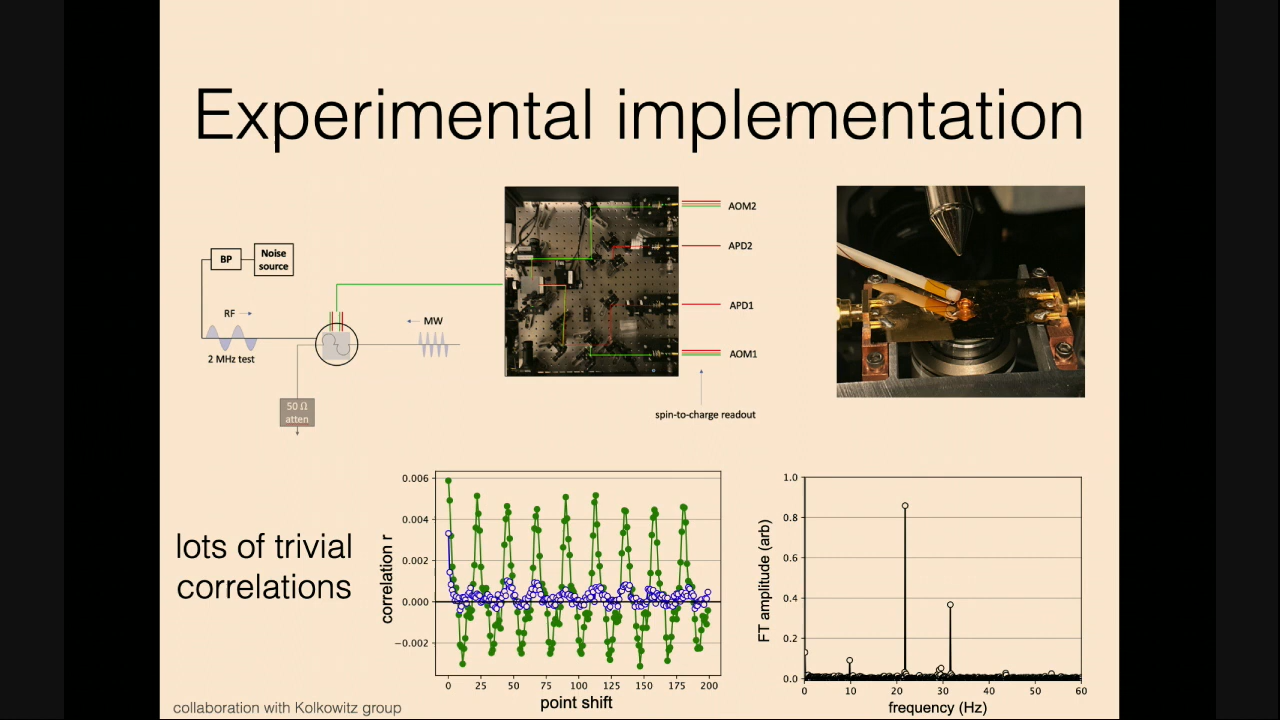 Experimental implementation
BP
Noise
source
RF
2 MHz test
MW
50 Ω
atten
AOM2
APD2
APD1
AOM1
spin-to-charge readout
lots of trivial
correlations
correlation r
0.006
0.004
0.002
0.000
−0.002
0 25 50 75 100 125 150 175 200
point shift
FT amplitude (arb)
1.0
0.8
0.6
0.4
0.2
0.0
0 10 20 30 40 50 60
frequency (Hz)
collaboration with Kolkowitz group